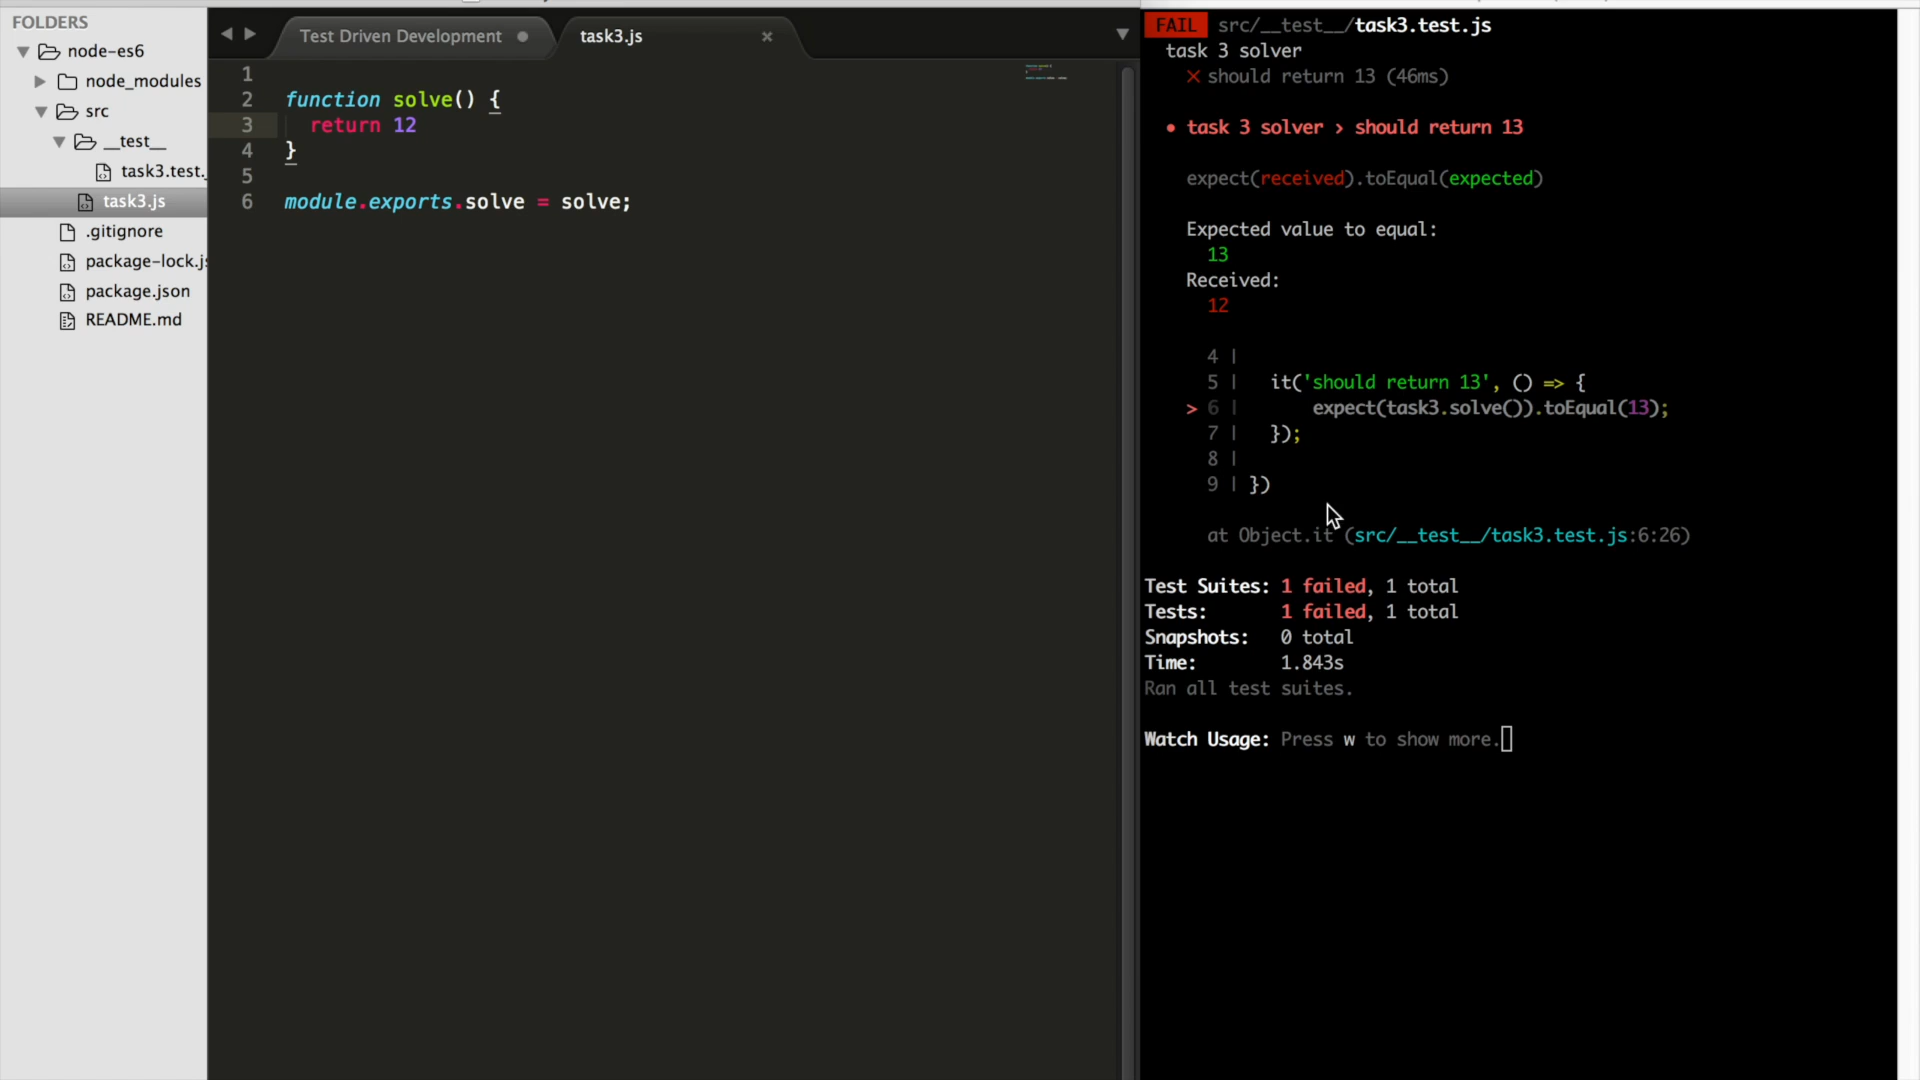 FOLDERS
node-es6
node_modules
src
__test__
task3.test.
task3.js
.gitignore
package-lock.js
package.json
README.md
Test Driven Development
task3.js ×
1
2 function solve() {
3 return 12
4 }
5
6 module.exports.solve = solve;
FAIL src/__test__/task3.test.js
task 3 solver
✕ should return 13 (46ms)
● task 3 solver › should return 13
expect(received).toEqual(expected)
Expected value to equal:
13
Received:
12
4 |
5 | it('should return 13', () => {
> 6 | expect(task3.solve()).toEqual(13);
7 | });
8 |
9 | })
at Object.it (src/__test__/task3.test.js:6:26)
Test Suites: 1 failed, 1 total
Tests: 1 failed, 1 total
Snapshots: 0 total
Time: 1.843s
Ran all test suites.
Watch Usage: Press w to show more.